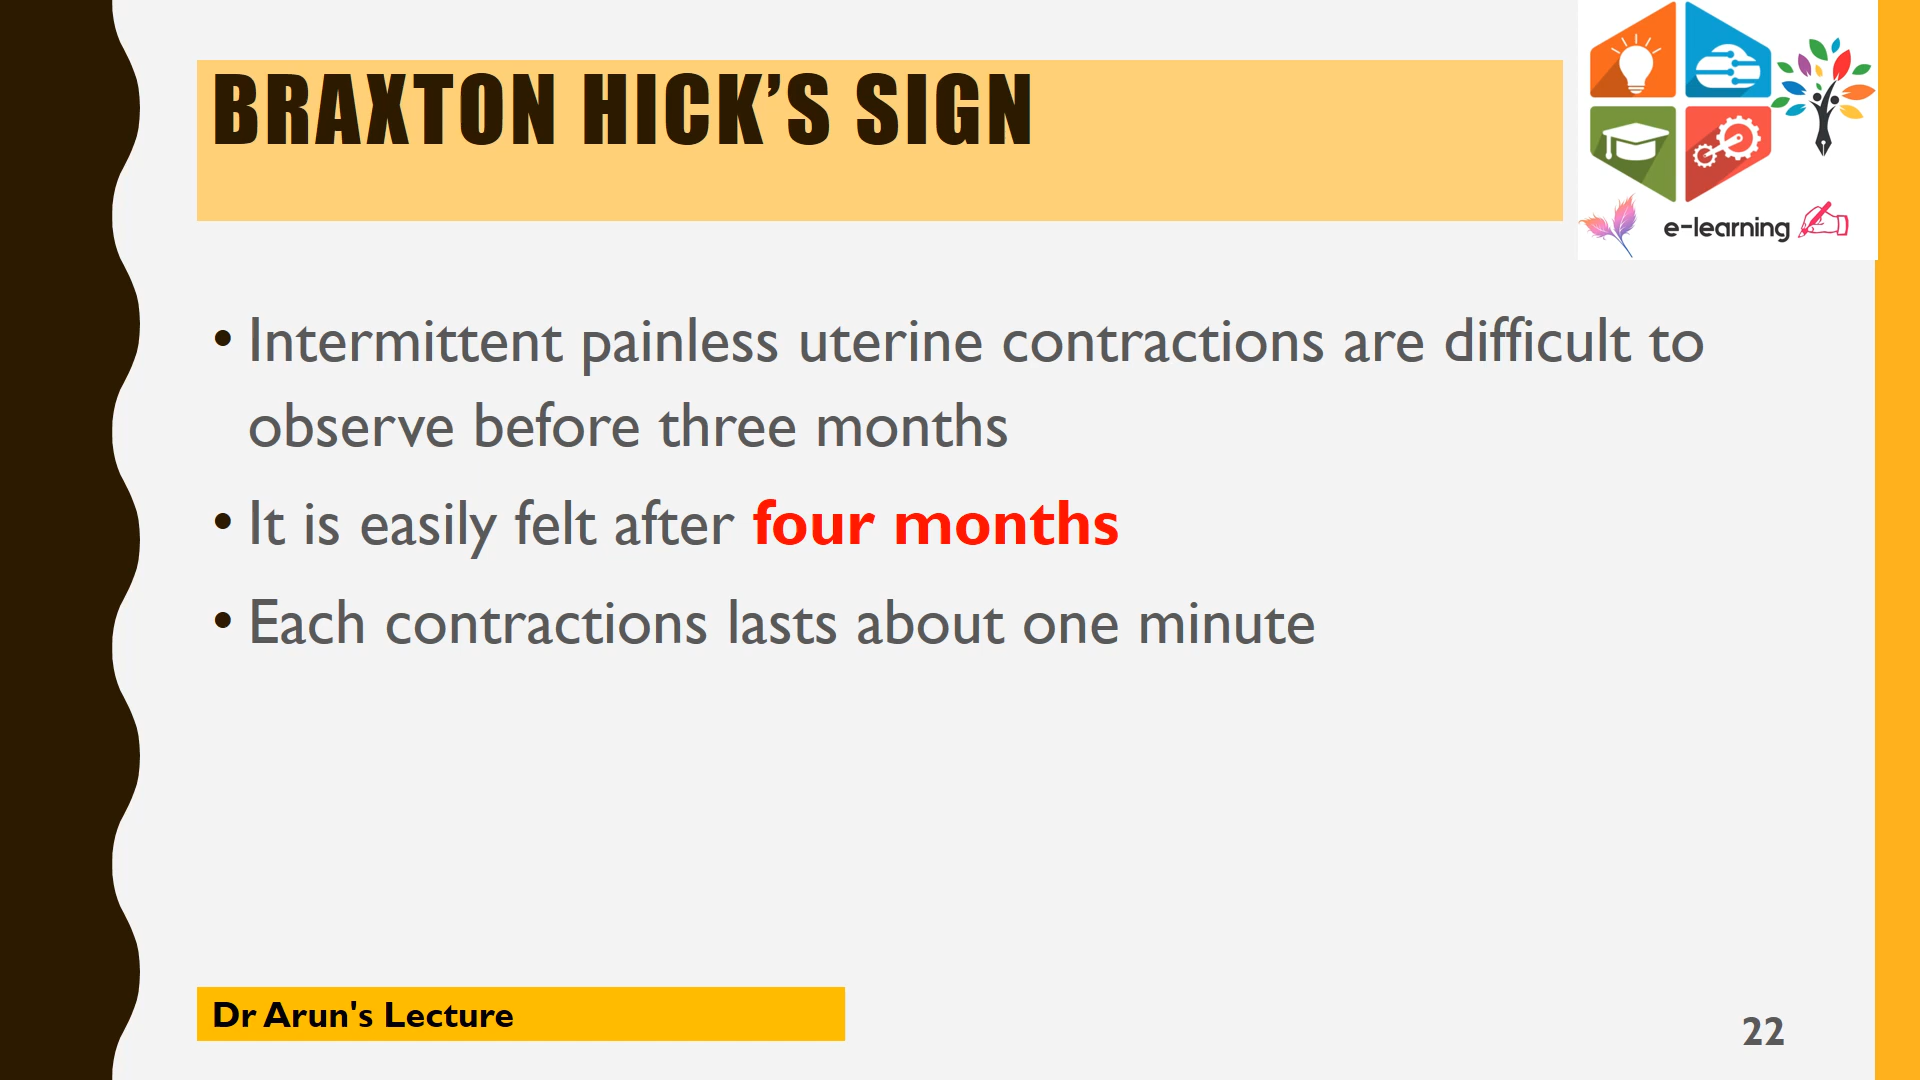 BRAXTON HICK’S SIGN
e-learning
• Intermittent painless uterine contractions are difficult to
observe before three months
• It is easily felt after four months
• Each contractions lasts about one minute
Dr Arun's Lecture
22